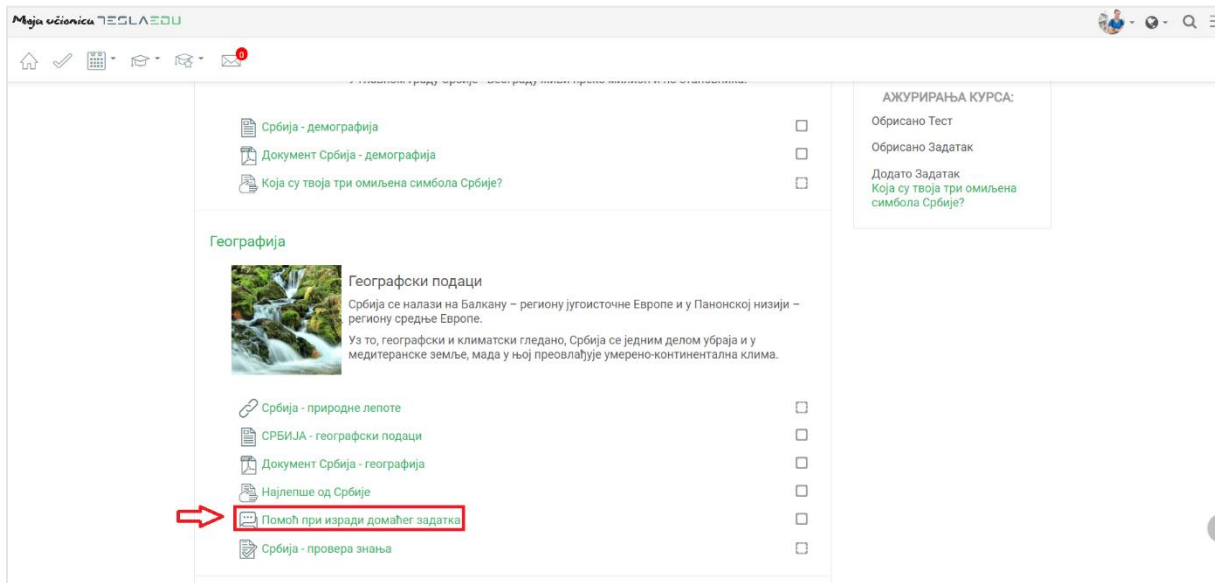 Moja učionica TESLAEDU
0
У главном граду Србије - Београду живи преко милион и по становника.
Србија - демографија
Документ Србија - демографија
Која су твоја три омиљена симбола Србије?
Географија
Географски подаци
Србија се налази на Балкану – региону југоисточне Европе и у Панонској низији –
региону средње Европе.
Уз то, географски и климатски гледано, Србија се једним делом убраја и у
медитеранске земље, мада у њој преовлађује умерено-континентална клима.
Србија - природне лепоте
СРБИЈА - географски подаци
Документ Србија - географија
Најлепше од Србије
Помоћ при изради домаћег задатка
Србија - провера знања
АЖУРИРАЊА КУРСА:
Обрисано Тест
Обрисано Задатак
Додато Задатак
Која су твоја три омиљена
симбола Србије?